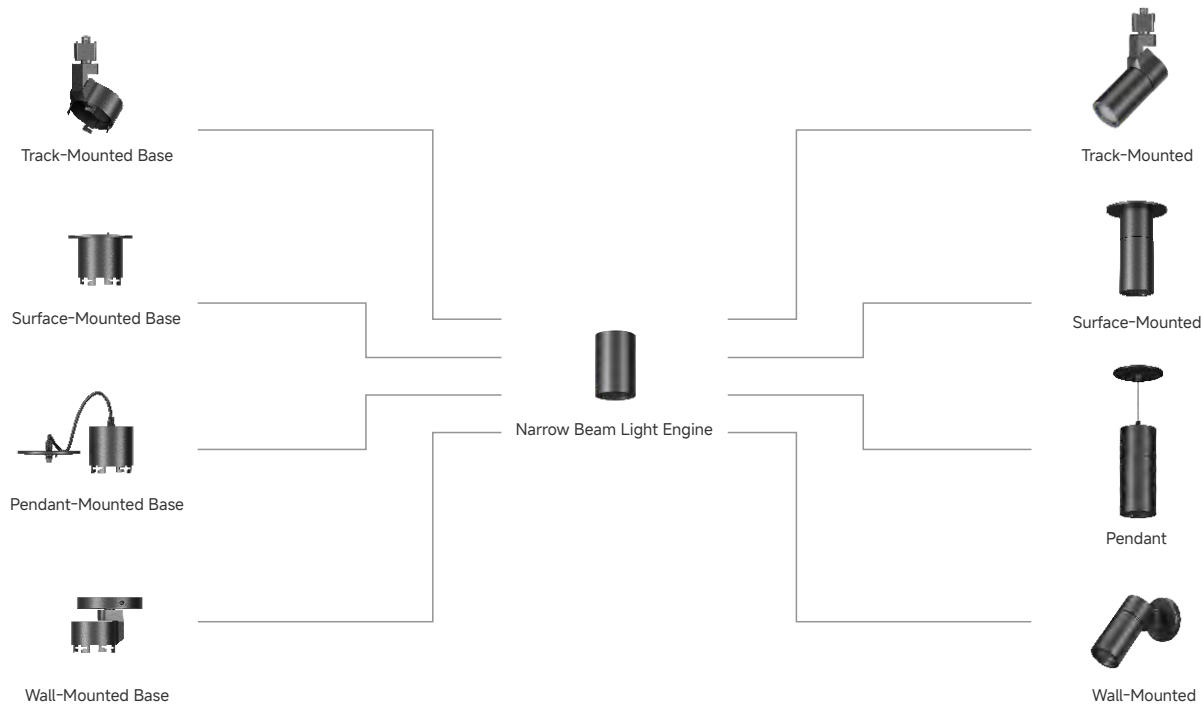 Track-Mounted Base
Surface-Mounted Base
Pendant-Mounted Base
Wall-Mounted Base
Narrow Beam Light Engine
Track-Mounted
Surface-Mounted
Pendant
Wall-Mounted